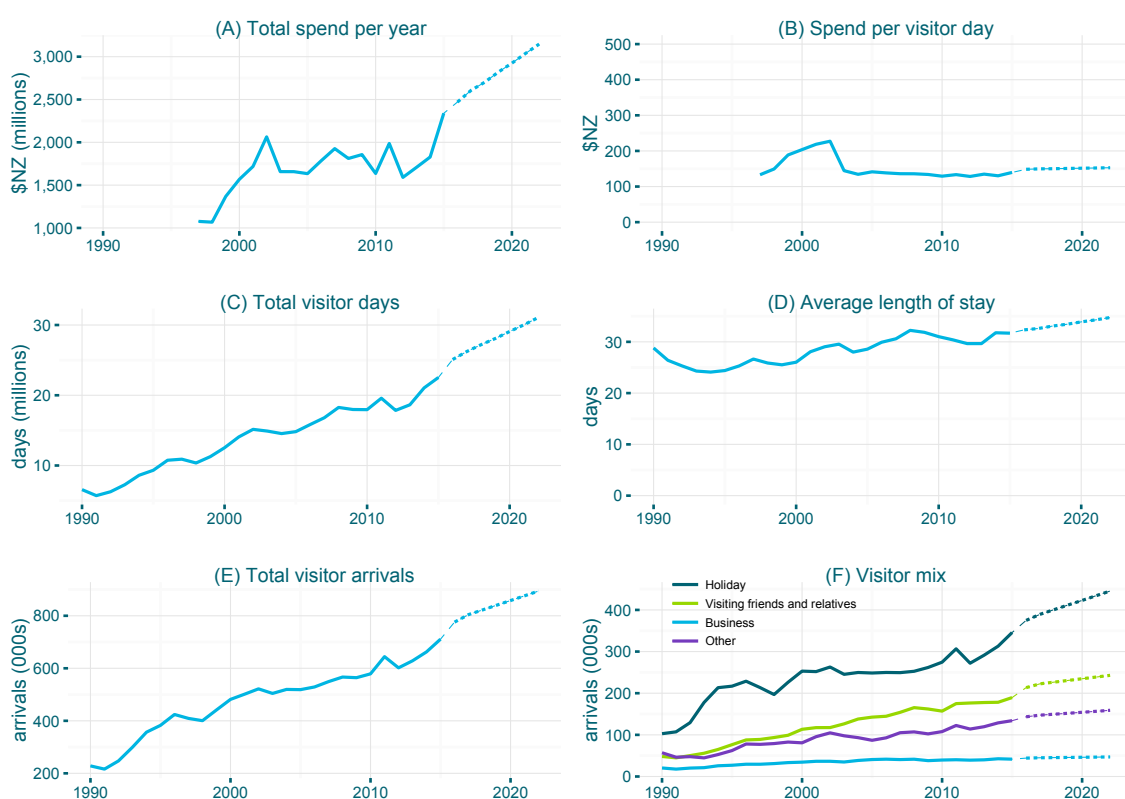 (A) Total spend per year
$NZ (millions)
3,000
2,500
2,000
1,500
1,000
1990 2000 2010 2020
(B) Spend per visitor day
$NZ
500
400
300
200
100
0
1990 2000 2010 2020
(C) Total visitor days
days (millions)
30
20
10
1990 2000 2010 2020
(D) Average length of stay
days
30
20
10
0
1990 2000 2010 2020
(E) Total visitor arrivals
arrivals (000s)
800
600
400
200
1990 2000 2010 2020
(F) Visitor mix
Holiday
Visiting friends and relatives
Business
Other
arrivals (000s)
400
300
200
100
0
1990 2000 2010 2020